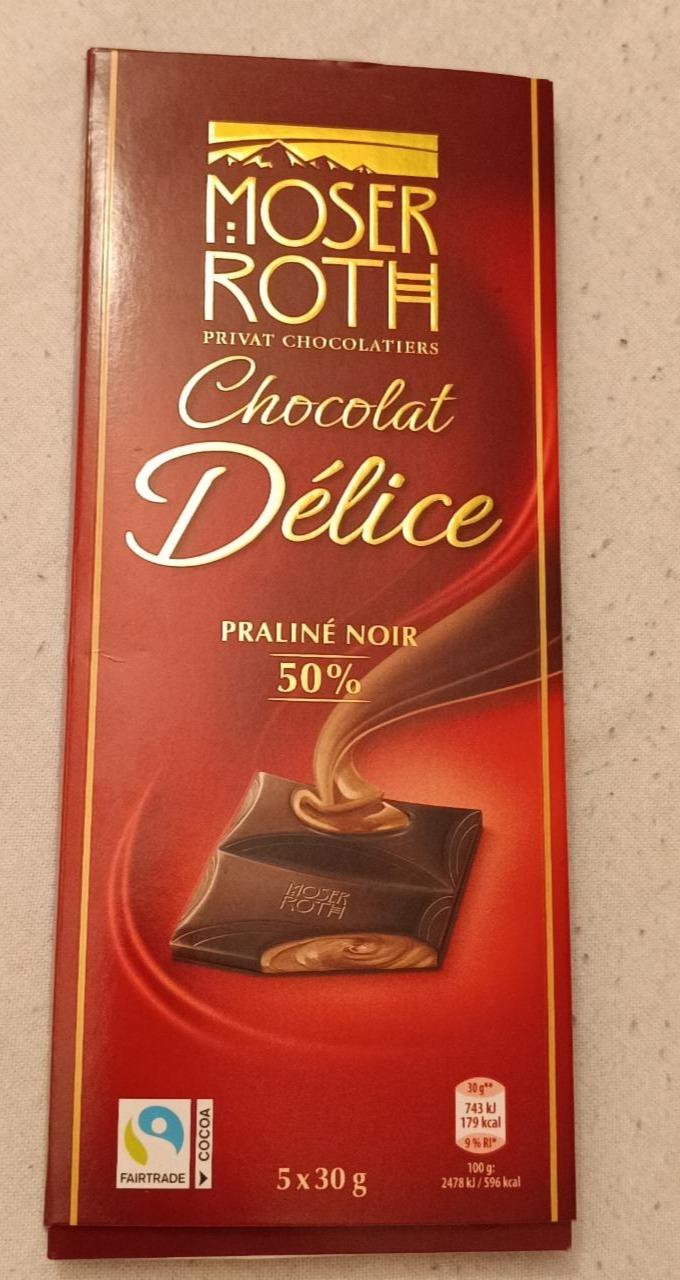 MOSER
ROTH
PRIVAT CHOCOLATIERS
Chocolat
Délice
PRALINÉ NOIR
50%
MOSER
ROTH
FAIRTRADE
▶ COCOA
5 x 30 g
30 g**
743 kJ
179 kcal
9 % RI*
100 g:
2478 kJ / 596 kcal